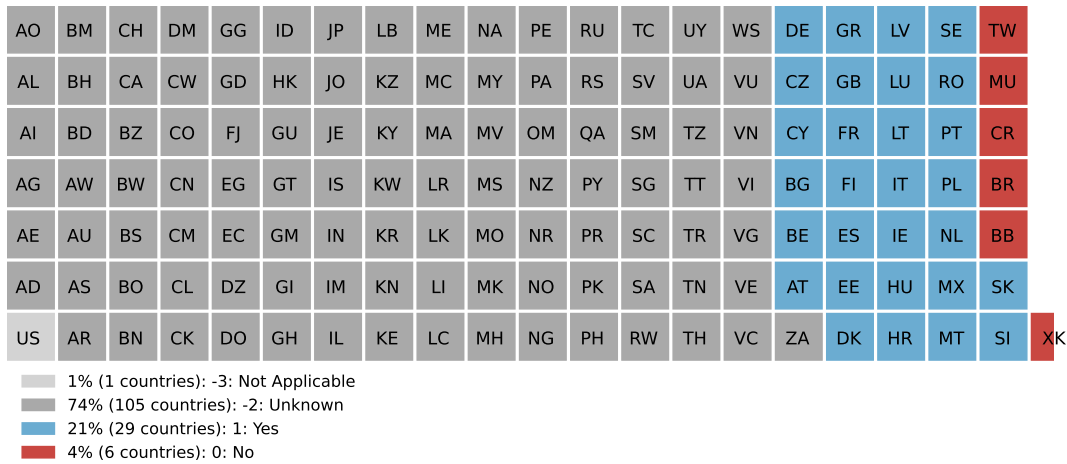 AO BM CH DM GG ID JP LB ME NA PE RU TC UY WS DE GR LV SE TW
AL BH CA CW GD HK JO KZ MC MY PA RS SV UA VU CZ GB LU RO MU
AI BD BZ CO FJ GU JE KY MA MV OM QA SM TZ VN CY FR LT PT CR
AG AW BW CN EG GT IS KW LR MS NZ PY SG TT VI BG FI IT PL BR
AE AU BS CM EC GM IN KR LK MO NR PR SC TR VG BE ES IE NL BB
AD AS BO CL DZ GI IM KN LI MK NO PK SA TN VE AT EE HU MX SK
US AR BN CK DO GH IL KE LC MH NG PH RW TH VC ZA DK HR MT SI XK
1% (1 countries): -3: Not Applicable
74% (105 countries): -2: Unknown
21% (29 countries): 1: Yes
4% (6 countries): 0: No